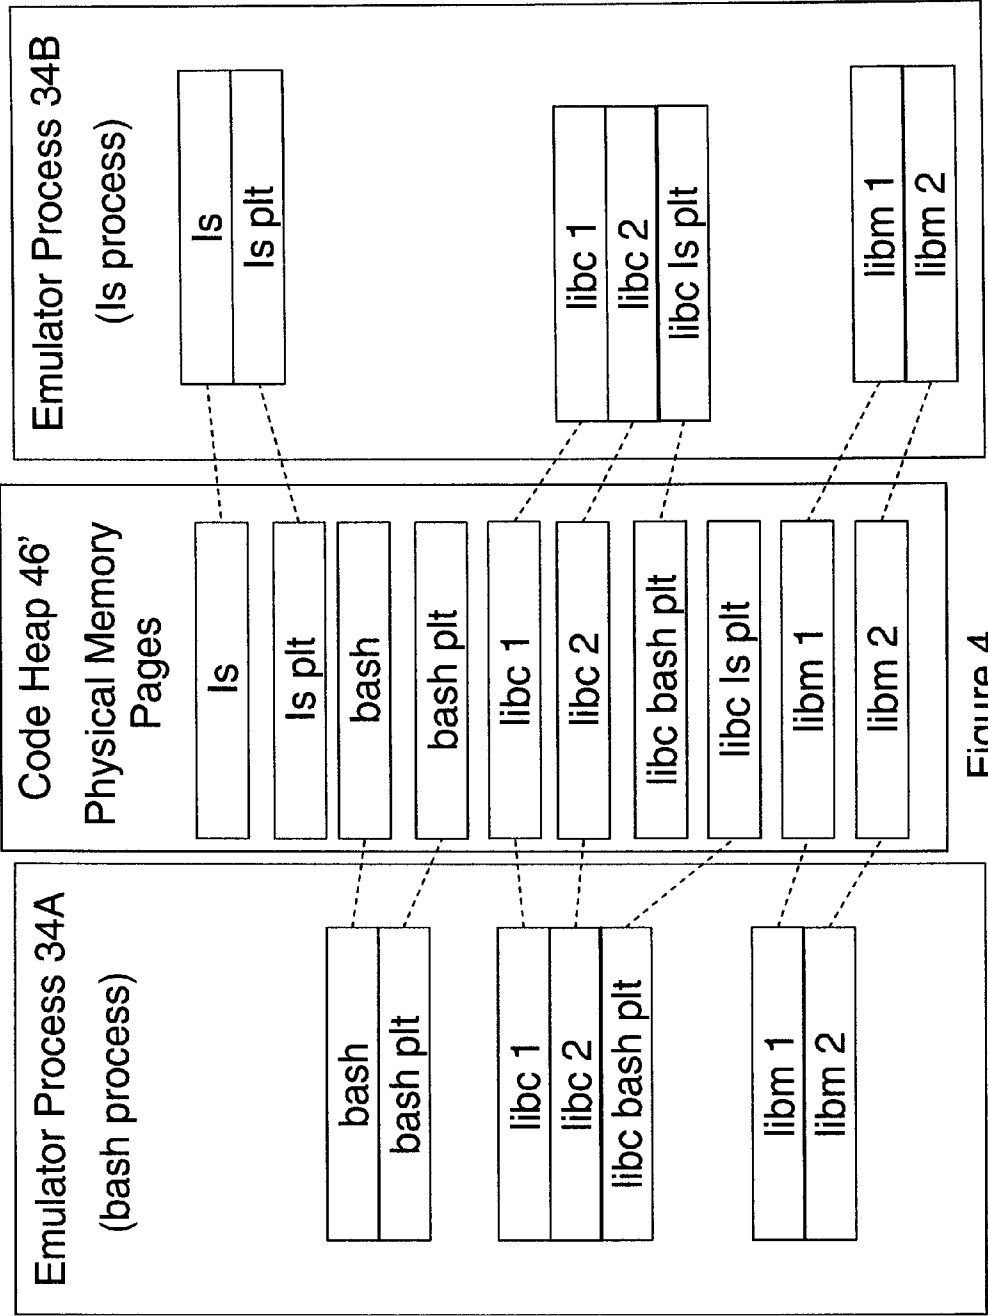 Emulator Process 34A
(bash process)
bash
bash plt
libc 1
libc 2
libc bash plt
libm 1
libm 2
Code Heap 46’
Physical Memory
Pages
ls
ls plt
bash
bash plt
libc 1
libc 2
libc bash plt
libc ls plt
libm 1
libm 2
Emulator Process 34B
(ls process)
ls
ls plt
libc 1
libc 2
libc ls plt
libm 1
libm 2
Figure 4